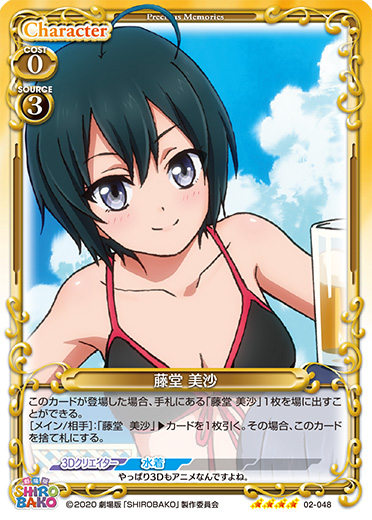 Precious Memories
Character
COST
0
SOURCE
3
藤堂 美沙
このカードが登場した場合、手札にある「藤堂 美沙」1枚を場に出すこ
とができる。
[メイン/相手]:「藤堂 美沙」▶カードを1枚引く。その場合、このカード
を捨て札にする。
3Dクリエイター 水着
やっぱり3Dもアニメなんですよね。
劇場版
SHIROBAKO
©2020 劇場版「SHIROBAKO」製作委員会
★★★★ 02-048